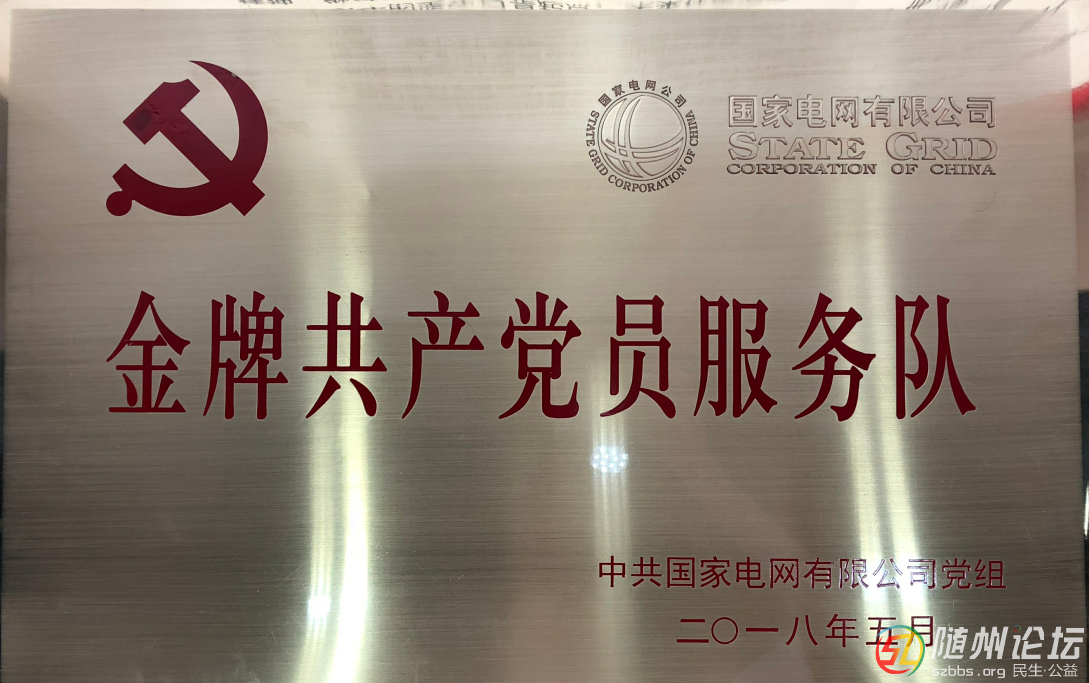 国家电网公司
STATE GRID CORPORATION OF CHINA
国家电网有限公司
STATE GRID
CORPORATION OF CHINA
金牌共产党员服务队
中共国家电网有限公司党组
二〇一八年五月
随州论坛
szbbs.org 民生·公益